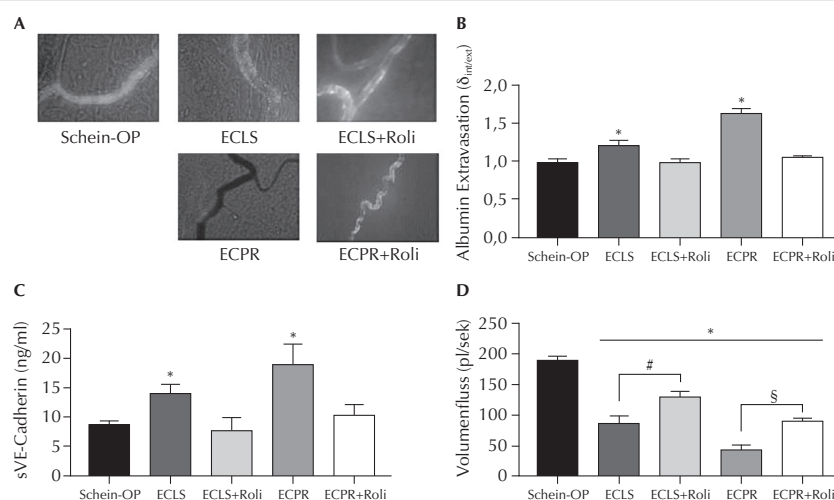 A
Schein-OP
ECLS
ECLS+Roli
ECPR
ECPR+Roli
B
Albumin Extravasation (δint/ext)
2,0
1,5
1,0
0,5
0,0
*
*
Schein-OP ECLS ECLS+Roli ECPR ECPR+Roli
C
sVE-Cadherin (ng/ml)
25
20
15
10
5
0
*
*
Schein-OP ECLS ECLS+Roli ECPR ECPR+Roli
D
Volumenfluss (pl/sek)
250
200
150
100
50
0
*
#
§
Schein-OP ECLS ECLS+Roli ECPR ECPR+Roli